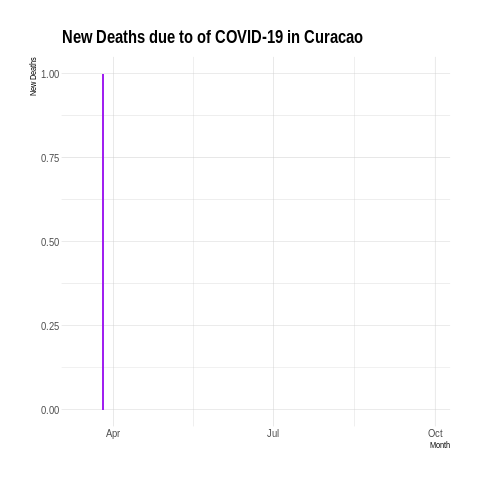 New Deaths due to of COVID-19 in Curacao
New Deaths
1.00
0.75
0.50
0.25
0.00
Apr Jul Oct
Month